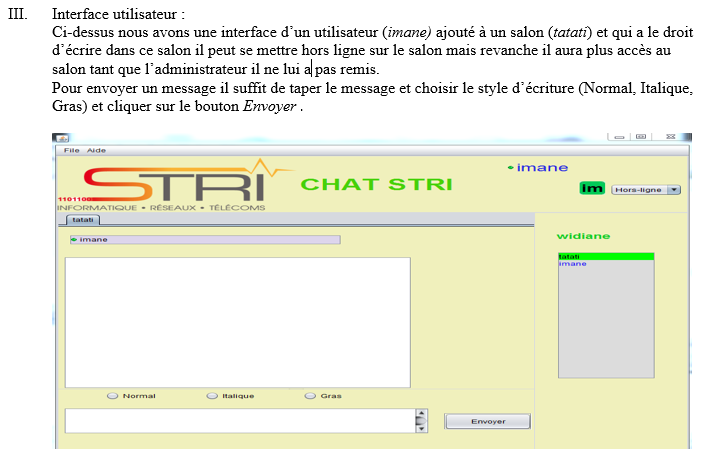 III. Interface utilisateur :
Ci-dessus nous avons une interface d'un utilisateur (imane) ajouté à un salon (tatati) et qui a le droit
d'écrire dans ce salon il peut se mettre hors ligne sur le salon mais revanche il aura plus accès au
salon tant que l'administrateur il ne lui a pas remis.
Pour envoyer un message il suffit de taper le message et choisir le style d'écriture (Normal, Italique,
Gras) et cliquer sur le bouton Envoyer .
File Aide
imane
STRI
CHAT STRI
im Hors-ligne
1101100
INFORMATIQUE • RÉSEAUX • TÉLÉCOMS
tatati
imane
widiane
tatati
imane
Normal Italique Gras
Envoyer